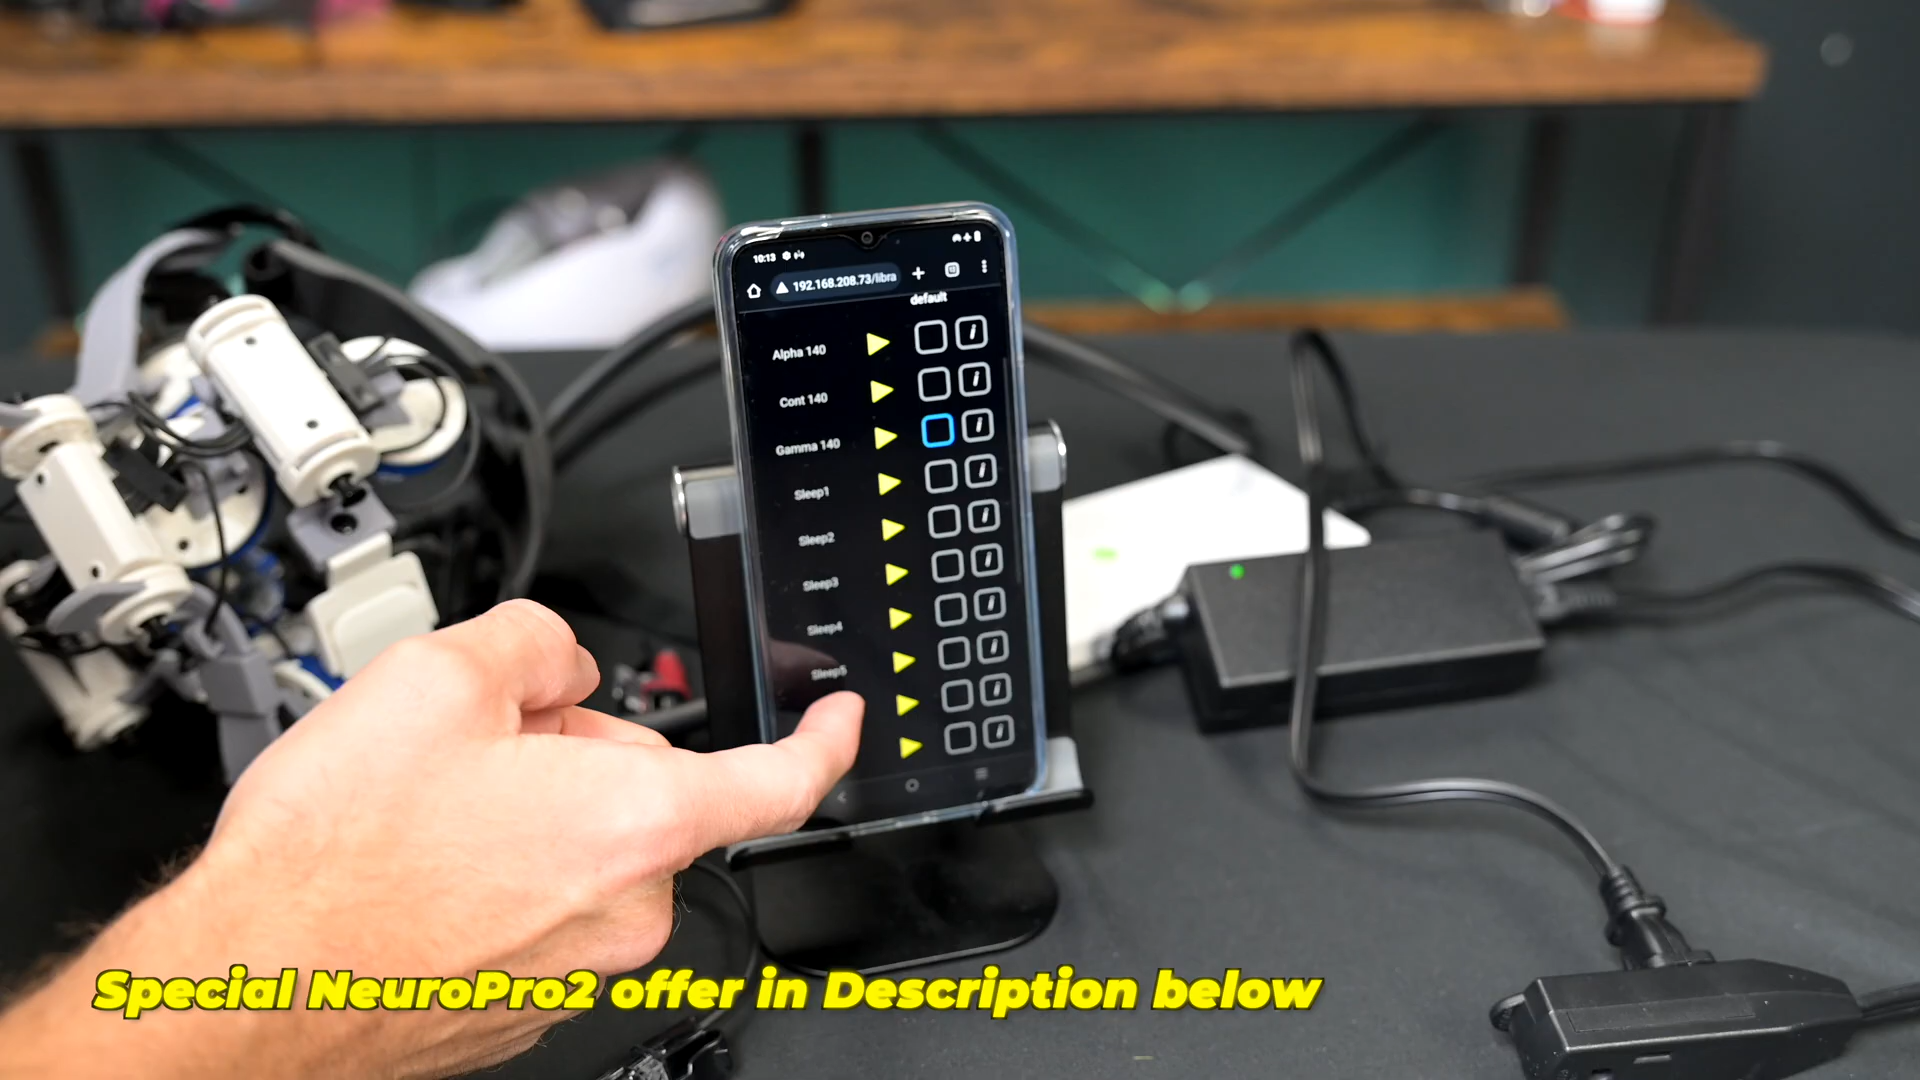 10:13
192.168.208.73/libra
default
Alpha 140
Cont 140
Gamma 140
Sleep1
Sleep2
Sleep3
Sleep4
Sleep5
Special NeuroPro2 offer in Description below